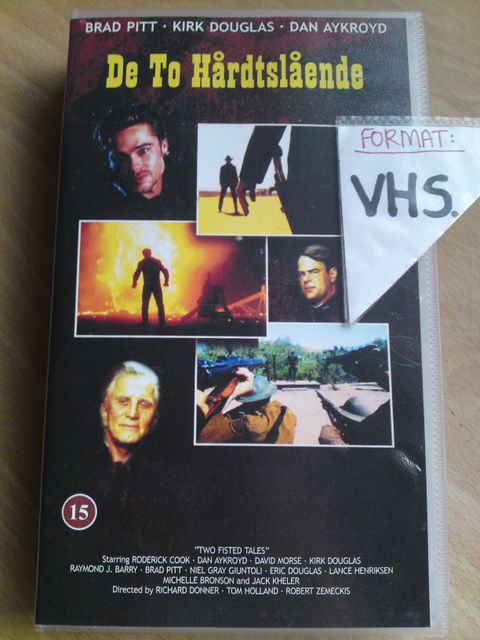 BRAD PITT · KIRK DOUGLAS · DAN AYKROYD
De To Hårdtslående
FORMAT:
VHS.
15
"TWO FISTED TALES"
Starring RODERICK COOK · DAN AYKROYD · DAVID MORSE · KIRK DOUGLAS
RAYMOND J. BARRY · BRAD PITT · NIEL GRAY GIUNTOLI · ERIC DOUGLAS · LANCE HENRIKSEN
MICHELLE BRONSON and JACK KHELER
Directed by RICHARD DONNER · TOM HOLLAND · ROBERT ZEMECKIS